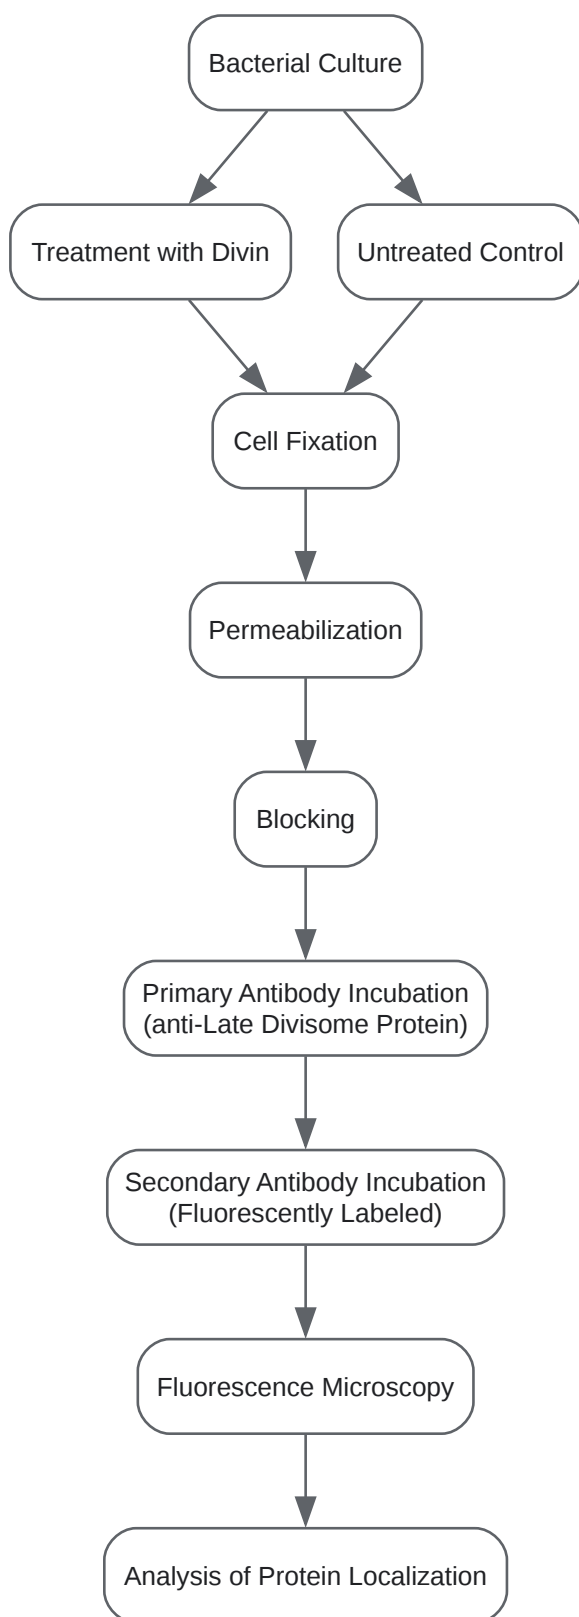 Bacterial Culture
Treatment with Divin
Untreated Control
Cell Fixation
Permeabilization
Blocking
Primary Antibody Incubation
(anti-Late Divisome Protein)
Secondary Antibody Incubation
(Fluorescently Labeled)
Fluorescence Microscopy
Analysis of Protein Localization